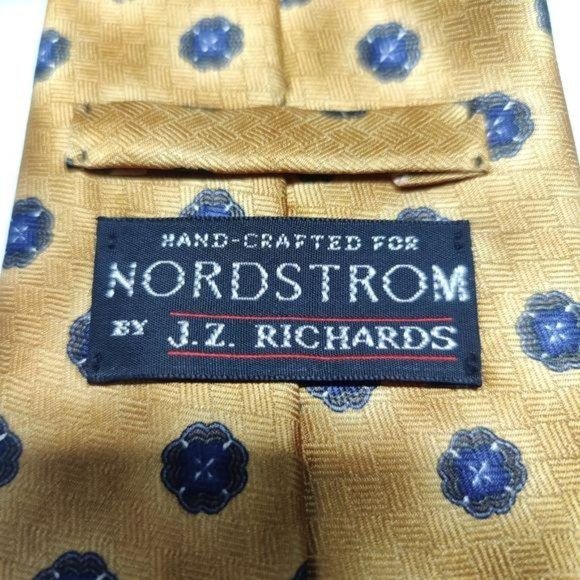 HAND-CRAFTED FOR
NORDSTROM
BY J.Z. RICHARDS